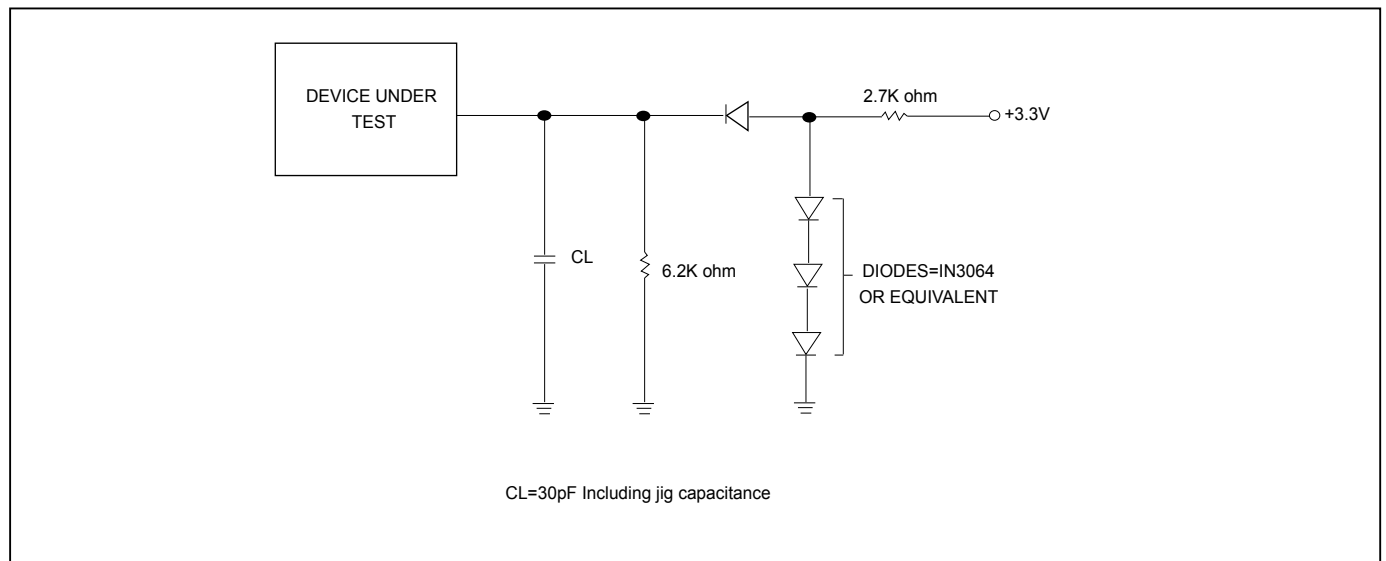 DEVICE UNDER
TEST
2.7K ohm
+3.3V
CL
6.2K ohm
DIODES=IN3064
OR EQUIVALENT
CL=30pF Including jig capacitance